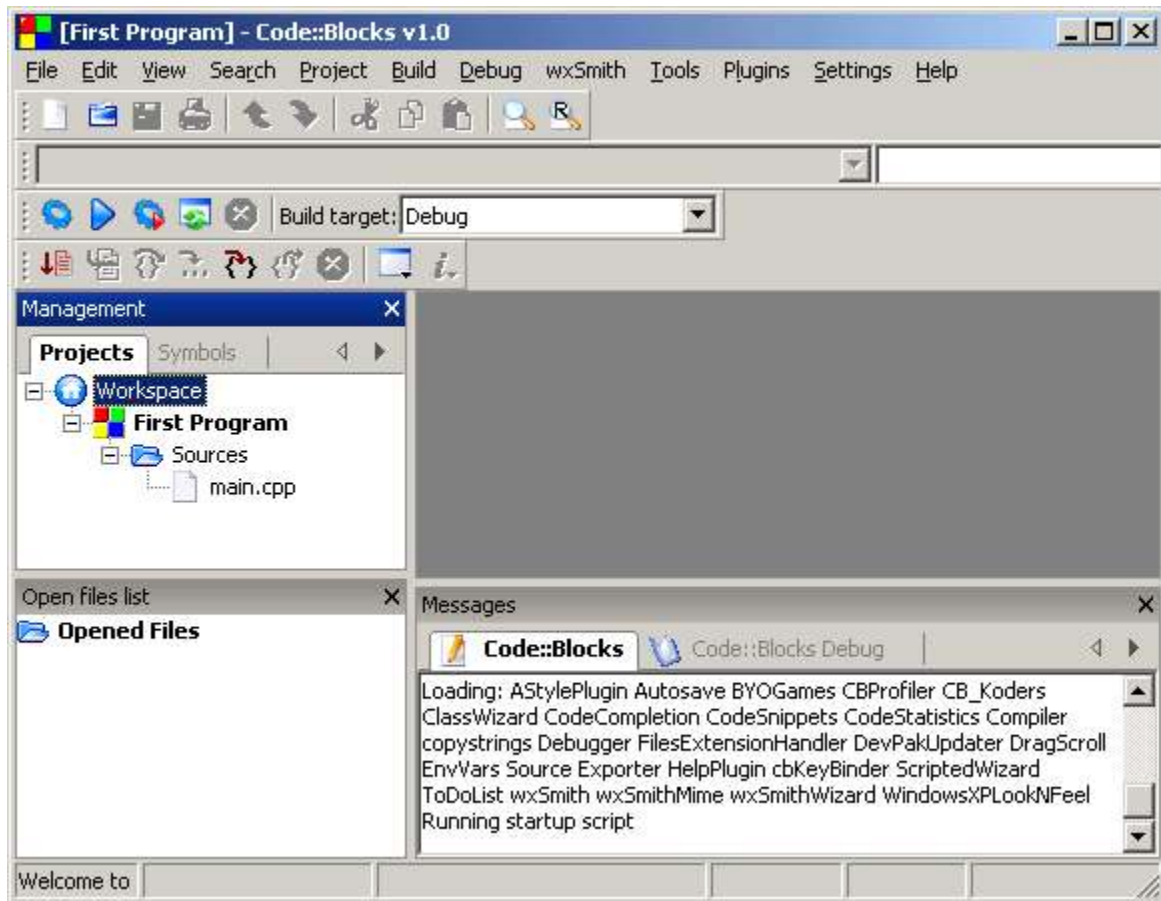 [First Program] - Code::Blocks v1.0
File Edit View Search Project Build Debug wxSmith Tools Plugins Settings Help
R
Build target: Debug
i
Management
Projects Symbols
Workspace
First Program
Sources
main.cpp
Open files list
Opened Files
Messages
Code::Blocks Code::Blocks Debug
Loading: AStylePlugin Autosave BYOGames CBProfiler CB_Koders
ClassWizard CodeCompletion CodeSnippets CodeStatistics Compiler
copystrings Debugger FilesExtensionHandler DevPakUpdater DragScroll
EnvVars Source Exporter HelpPlugin cbKeyBinder ScriptedWizard
ToDoList wxSmith wxSmithMime wxSmithWizard WindowsXPLookNFeel
Running startup script
Welcome to